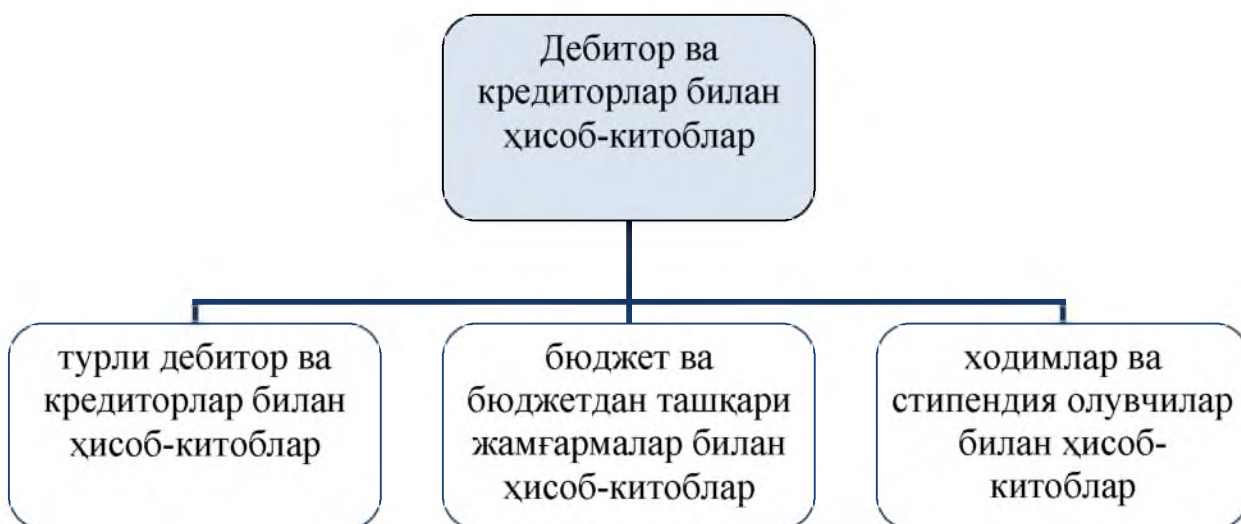 Дебитор ва
кредиторлар билан
ҳисоб-китоблар
турли дебитор ва
кредиторлар билан
ҳисоб-китоблар
бюджет ва
бюджетдан ташқари
жамғармалар билан
ҳисоб-китоблар
ходимлар ва
стипендия олувчилар
билан ҳисоб-
китоблар